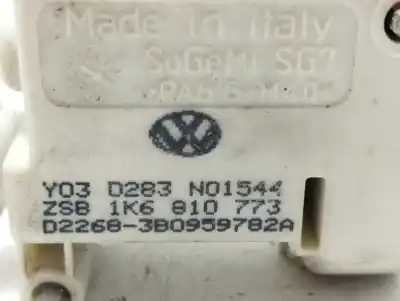 Made in Italy
SuGeMi SG7
Y03 D283 N01544
ZSB 1K6 810 773
D2268-3B0959782A